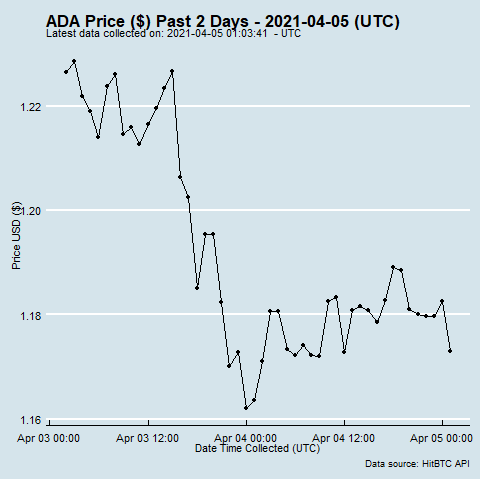 ADA Price ($) Past 2 Days - 2021-04-05 (UTC)
Latest data collected on: 2021-04-05 01:03:41  - UTC
1.22
1.20
Price USD ($)
1.18
1.16
Apr 03 00:00 Apr 03 12:00 Apr 04 00:00 Apr 04 12:00 Apr 05 00:00
Date Time Collected (UTC)
Data source: HitBTC API